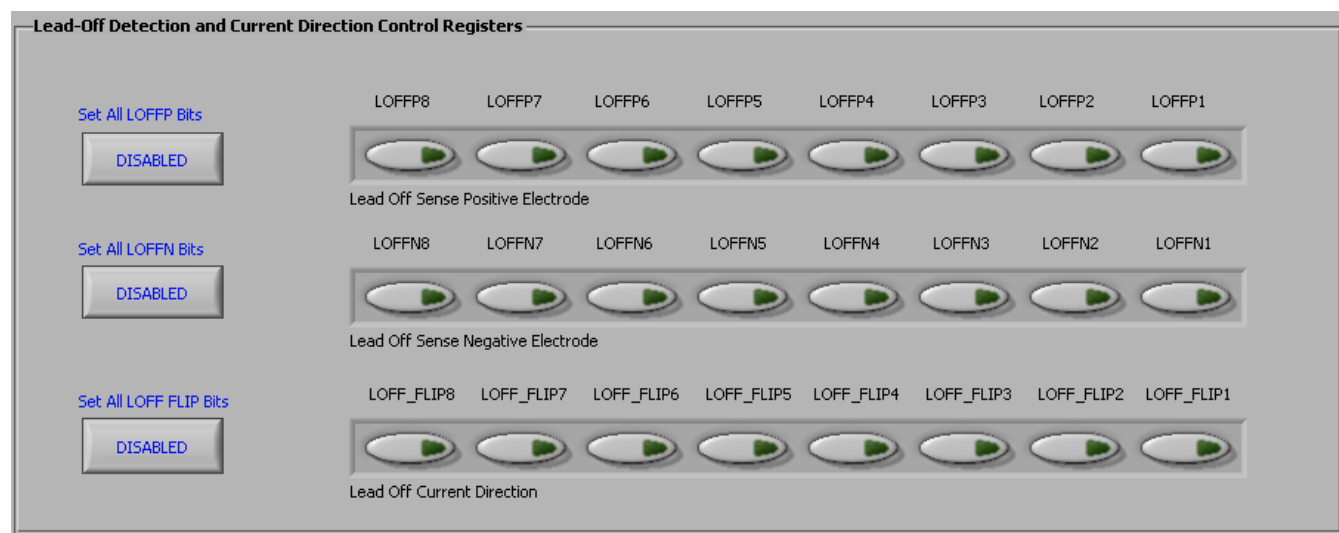 Lead-Off Detection and Current Direction Control Registers
Set All LOFFP Bits
DISABLED
LOFFP8 LOFFP7 LOFFP6 LOFFP5 LOFFP4 LOFFP3 LOFFP2 LOFFP1
Lead Off Sense Positive Electrode
Set All LOFFN Bits
DISABLED
LOFFN8 LOFFN7 LOFFN6 LOFFN5 LOFFN4 LOFFN3 LOFFN2 LOFFN1
Lead Off Sense Negative Electrode
Set All LOFF FLIP Bits
DISABLED
LOFF_FLIP8 LOFF_FLIP7 LOFF_FLIP6 LOFF_FLIP5 LOFF_FLIP4 LOFF_FLIP3 LOFF_FLIP2 LOFF_FLIP1
Lead Off Current Direction